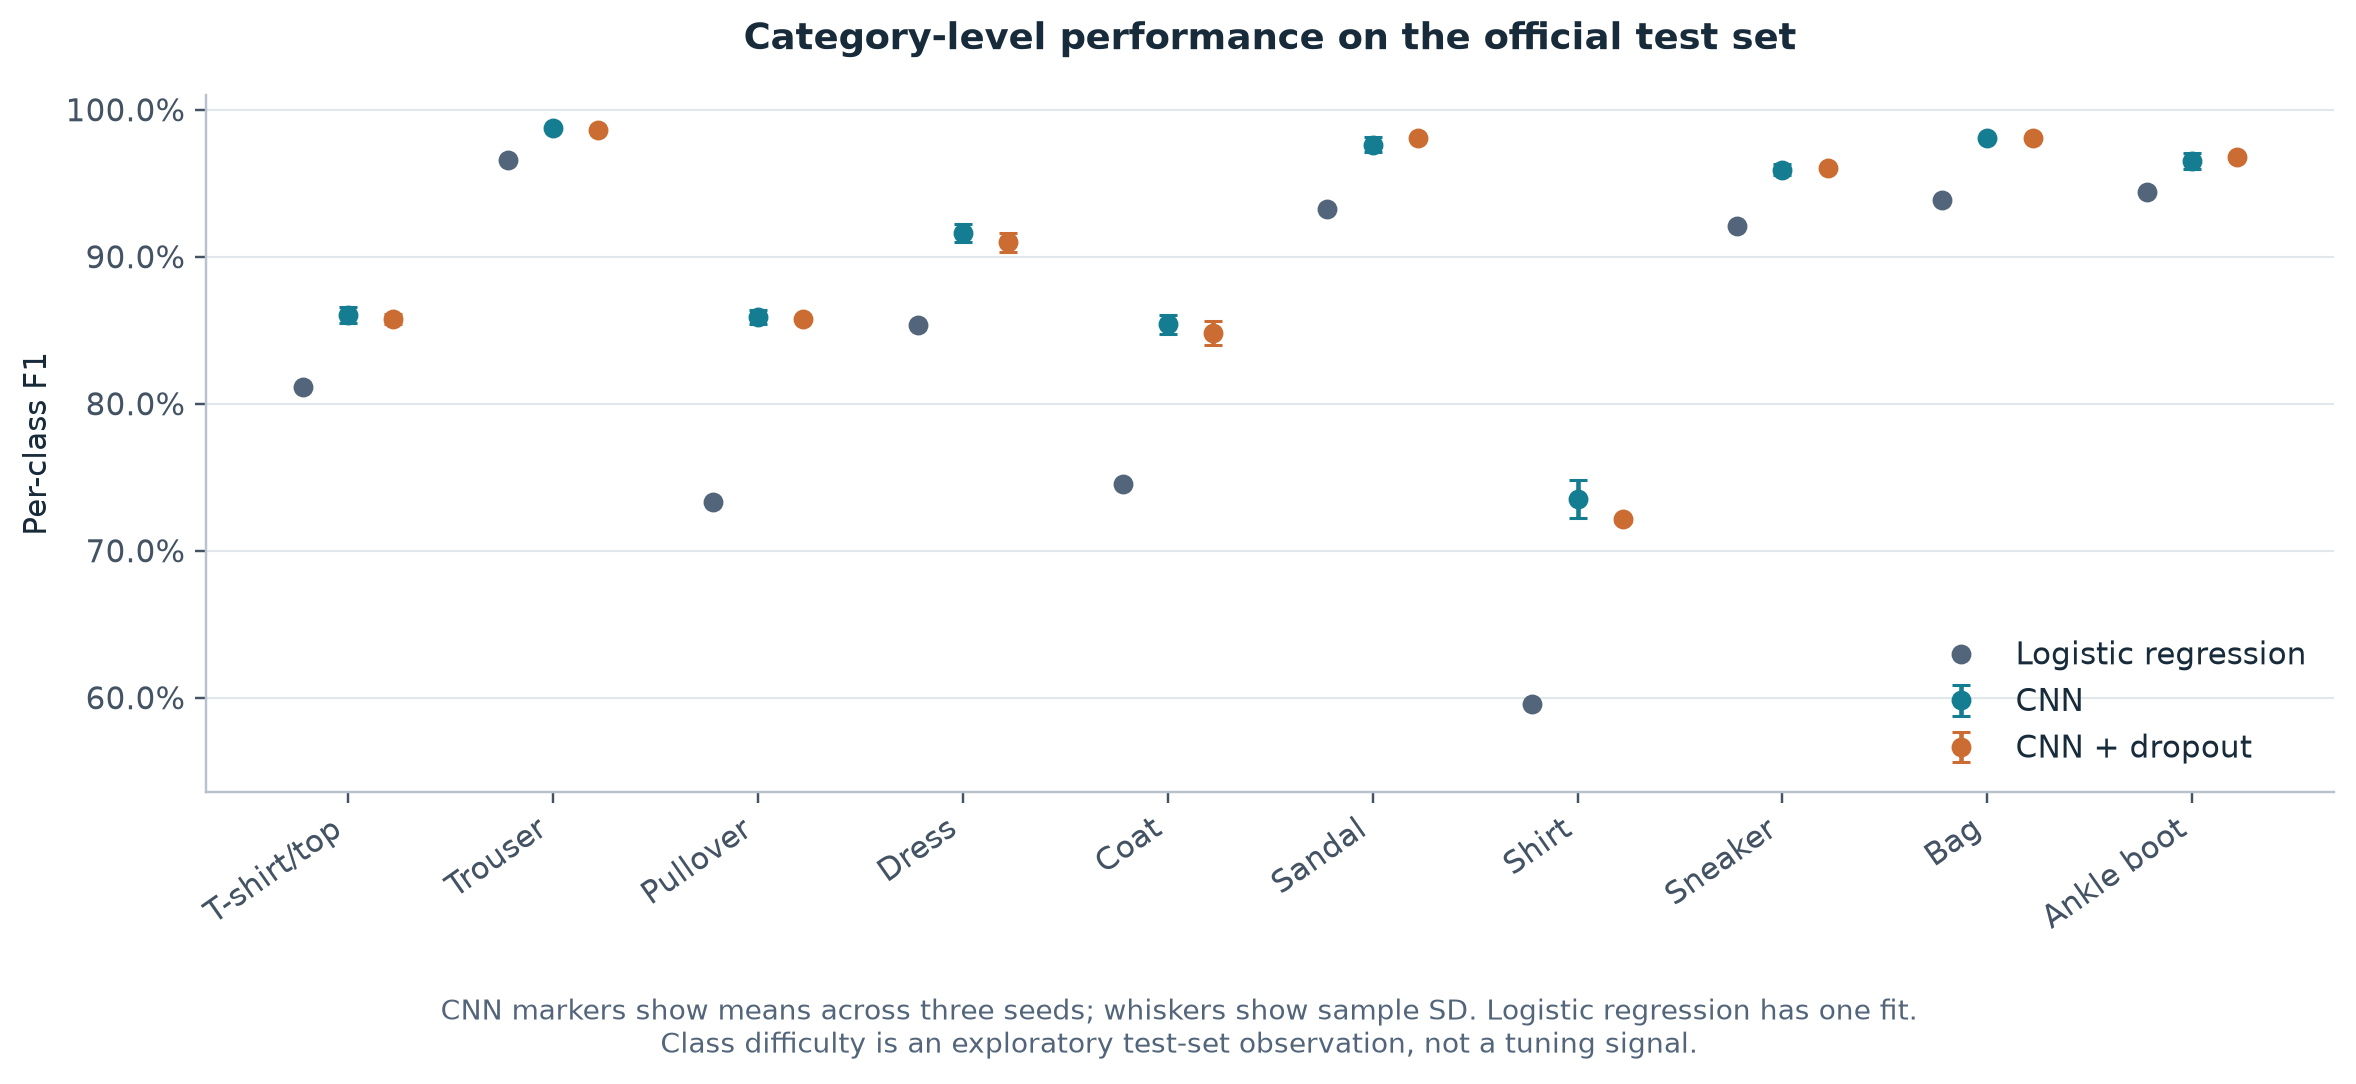 Category-level performance on the official test set
Per-class F1
100.0%
90.0%
80.0%
70.0%
60.0%
Logistic regression
CNN
CNN + dropout
T-shirt/top
Trouser
Pullover
Dress
Coat
Sandal
Shirt
Sneaker
Bag
Ankle boot
CNN markers show means across three seeds; whiskers show sample SD. Logistic regression has one fit.
Class difficulty is an exploratory test-set observation, not a tuning signal.